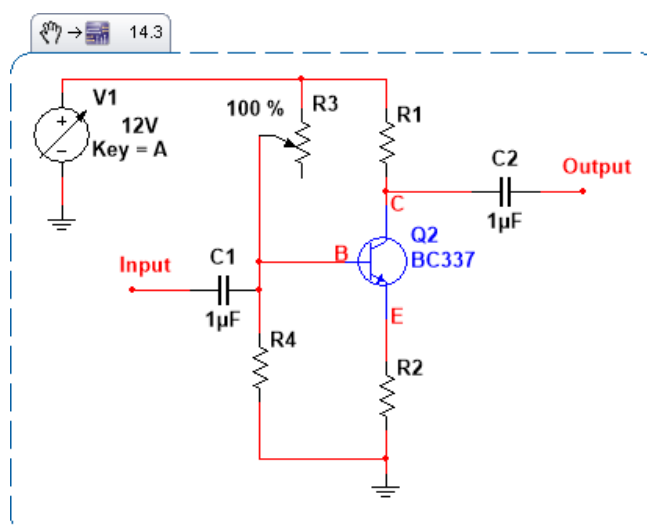 14.3
V1
12V
Key = A
100 %
R3
R1
C2
1µF
Output
C
Q2
BC337
B
E
Input
C1
1µF
R4
R2